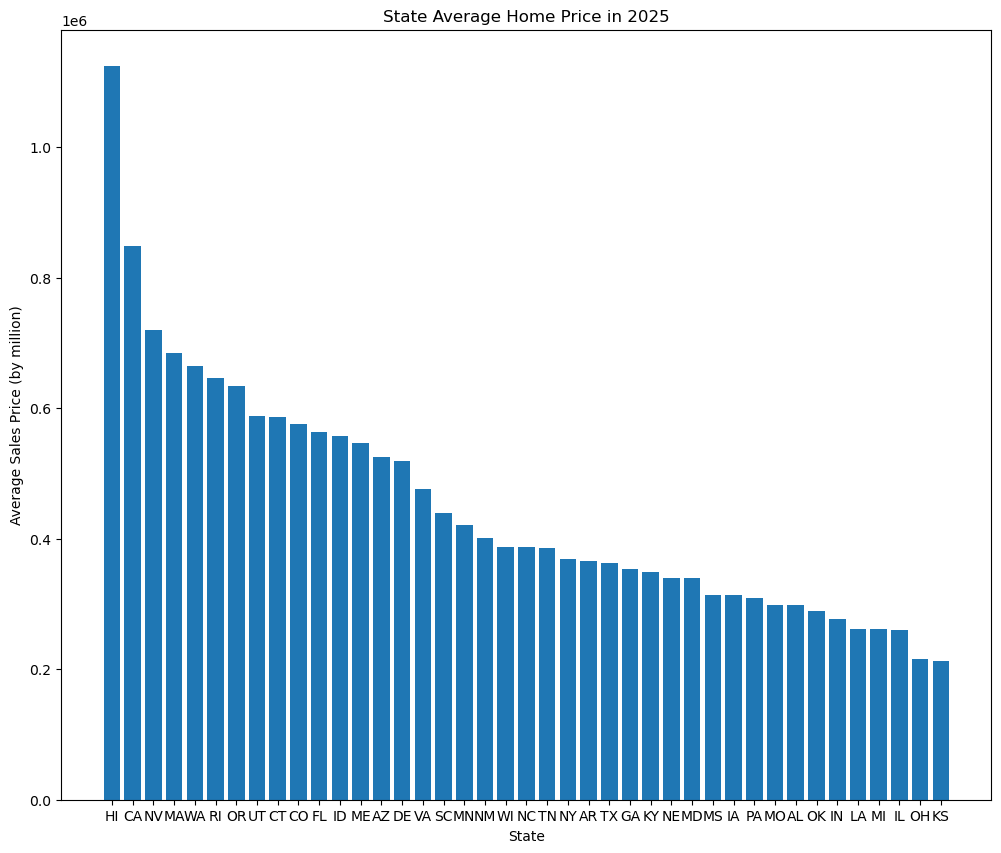 State Average Home Price in 2025
1e6
Average Sales Price (by million)
1.0
0.8
0.6
0.4
0.2
0.0
HI CA NV MA WA RI OR UT CT CO FL ID ME AZ DE VA SC MN NM WI NC TN NY AR TX GA KY NE MD MS IA PA MO AL OK IN LA MI IL OH KS
State